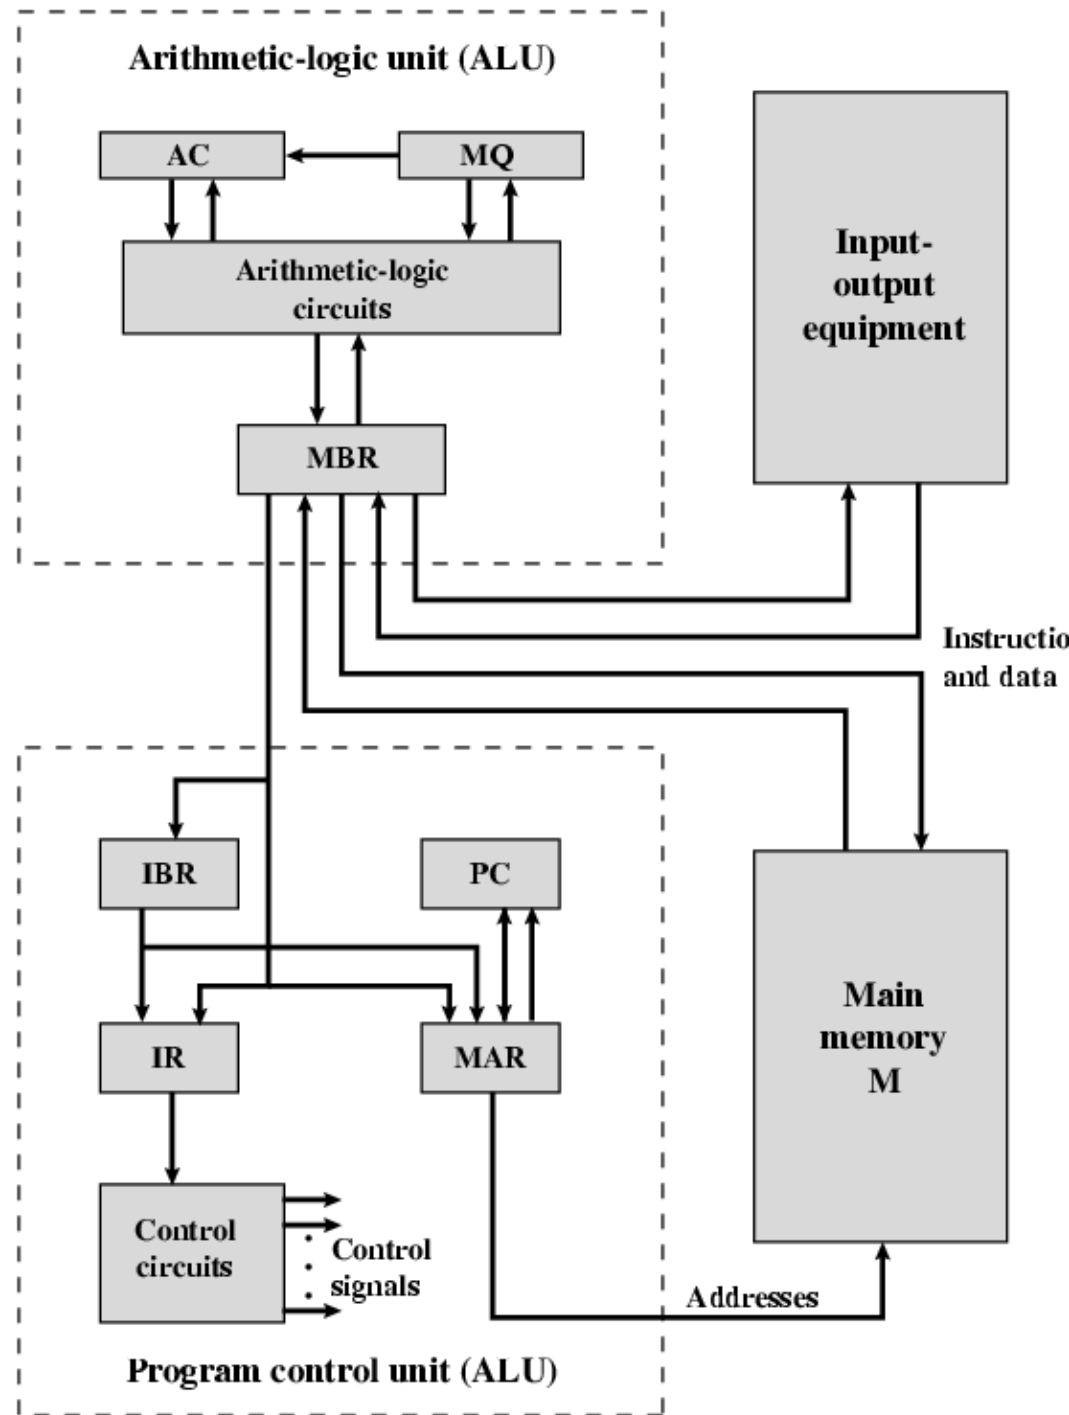 Arithmetic-logic unit (ALU)
AC
MQ
Arithmetic-logic
circuits
MBR
Input-
output
equipment
Instructio
and data
IBR
PC
IR
MAR
Main
memory
M
Control
circuits
Control
signals
Addresses
Program control unit (ALU)